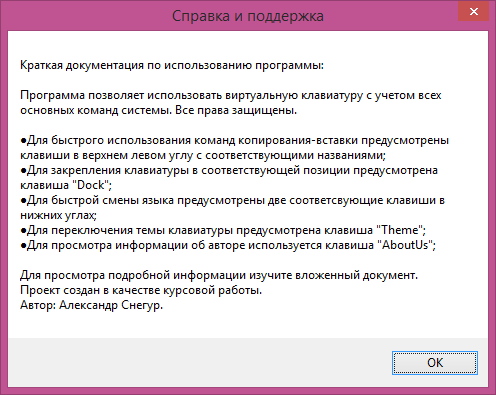 Справка и поддержка
Краткая документация по использованию программы:
Программа позволяет использовать виртуальную клавиатуру с учетом всех
основных команд системы. Все права защищены.
●Для быстрого использования команд копирования-вставки предусмотрены
клавиши в верхнем левом углу с соответствующими названиями;
●Для закрепления клавиатуры в соответствующей позиции предусмотрена
клавиша "Dock";
●Для быстрой смены языка предусмотрены две соответсвующие клавиши в
нижних углах;
●Для переключения темы клавиатуры предусмотрена клавиша "Theme";
●Для просмотра информации об авторе используется клавиша "AboutUs";
Для просмотра подробной информации изучите вложенный документ.
Проект создан в качестве курсовой работы.
Автор: Александр Снегур.
OK